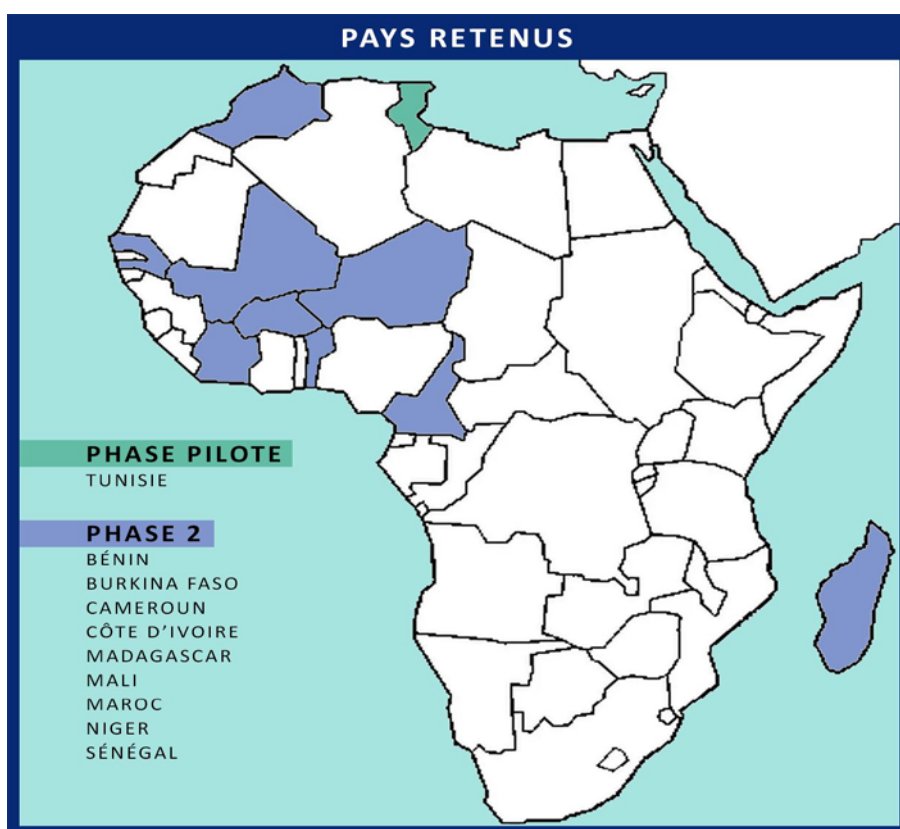 PAYS RETENUS
PHASE PILOTE
TUNISIE
PHASE 2
BÉNIN
BURKINA FASO
CAMEROUN
CÔTE D’IVOIRE
MADAGASCAR
MALI
MAROC
NIGER
SÉNÉGAL